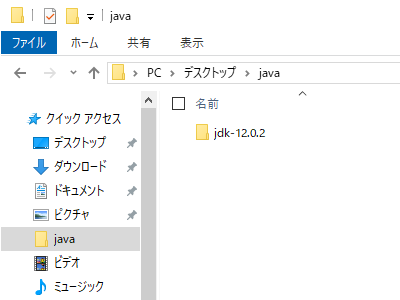 java
ファイル ホーム 共有 表示
PC デスクトップ java
名前
クイック アクセス
jdk-12.0.2
デスクトップ
ダウンロード
ドキュメント
ピクチャ
java
ビデオ
ミュージック